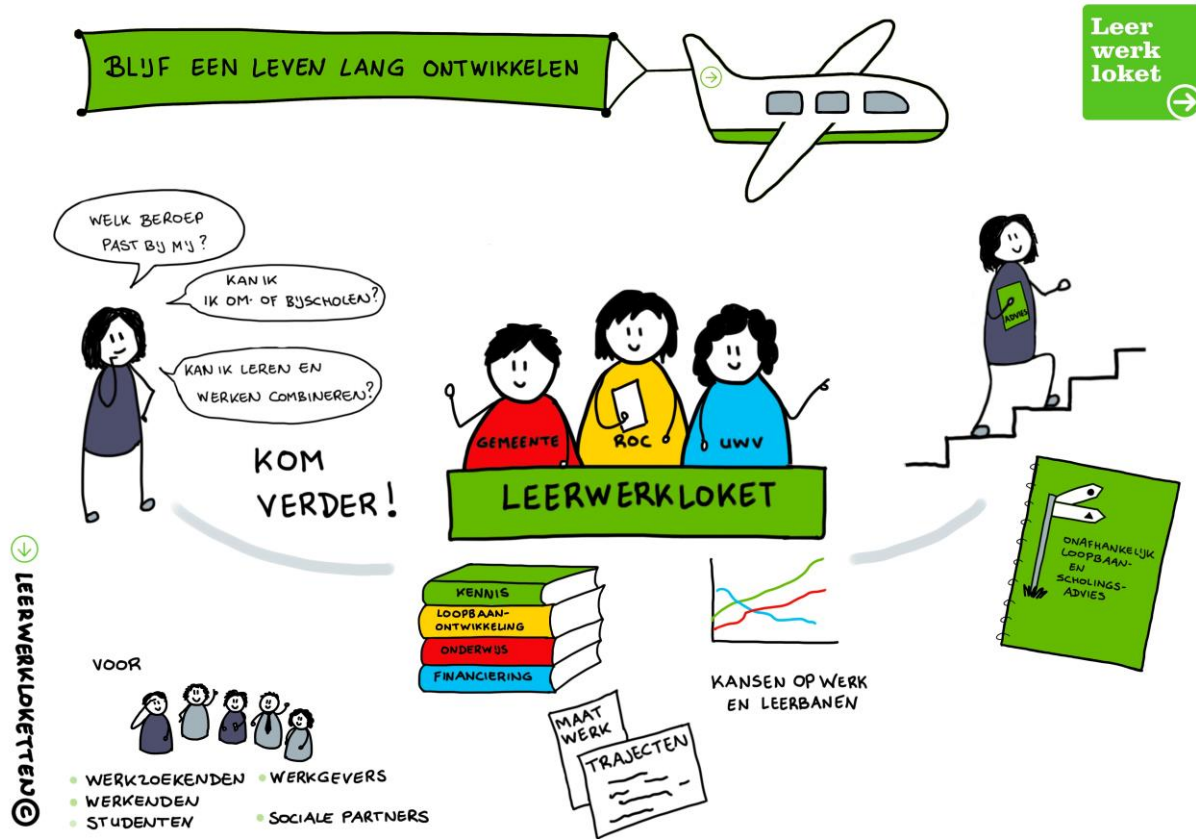 BLIJF EEN LEVEN LANG ONTWIKKELEN
Leer
werk
loket
WELK BEROEP
PAST BIJ MIJ?
KAN IK
IK OM- OF BIJSCHOLEN?
KAN IK LEREN EN
WERKEN COMBINEREN?
KOM
VERDER!
GEMEENTE
ROC
UWV
LEERWERKLOKET
ADVIES
ONAFHANKELIJK
LOOPBAAN-
EN
SCHOLINGS-
ADVIES
KENNIS
LOOPBAAN-
ONTWIKKELING
ONDERWIJS
FINANCIERING
KANSEN OP WERK
EN LEERBANEN
MAAT
WERK
TRAJECTEN
VOOR
• WERKZOEKENDEN
• WERKENDEN
• STUDENTEN
• WERKGEVERS
• SOCIALE PARTNERS
LEERWERKLOKETTEN ©